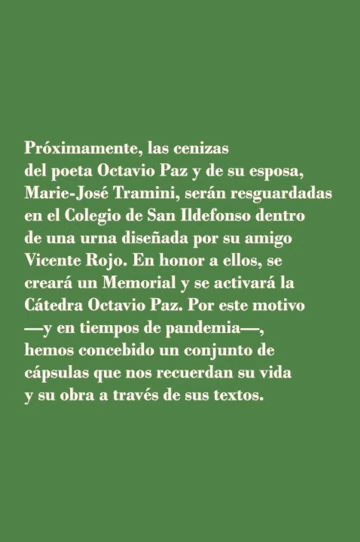 Próximamente, las cenizas
del poeta Octavio Paz y de su esposa,
Marie-José Tramini, serán resguardadas
en el Colegio de San Ildefonso dentro
de una urna diseñada por su amigo
Vicente Rojo. En honor a ellos, se
creará un Memorial y se activará la
Cátedra Octavio Paz. Por este motivo
—y en tiempos de pandemia—,
hemos concebido un conjunto de
cápsulas que nos recuerdan su vida
y su obra a través de sus textos.